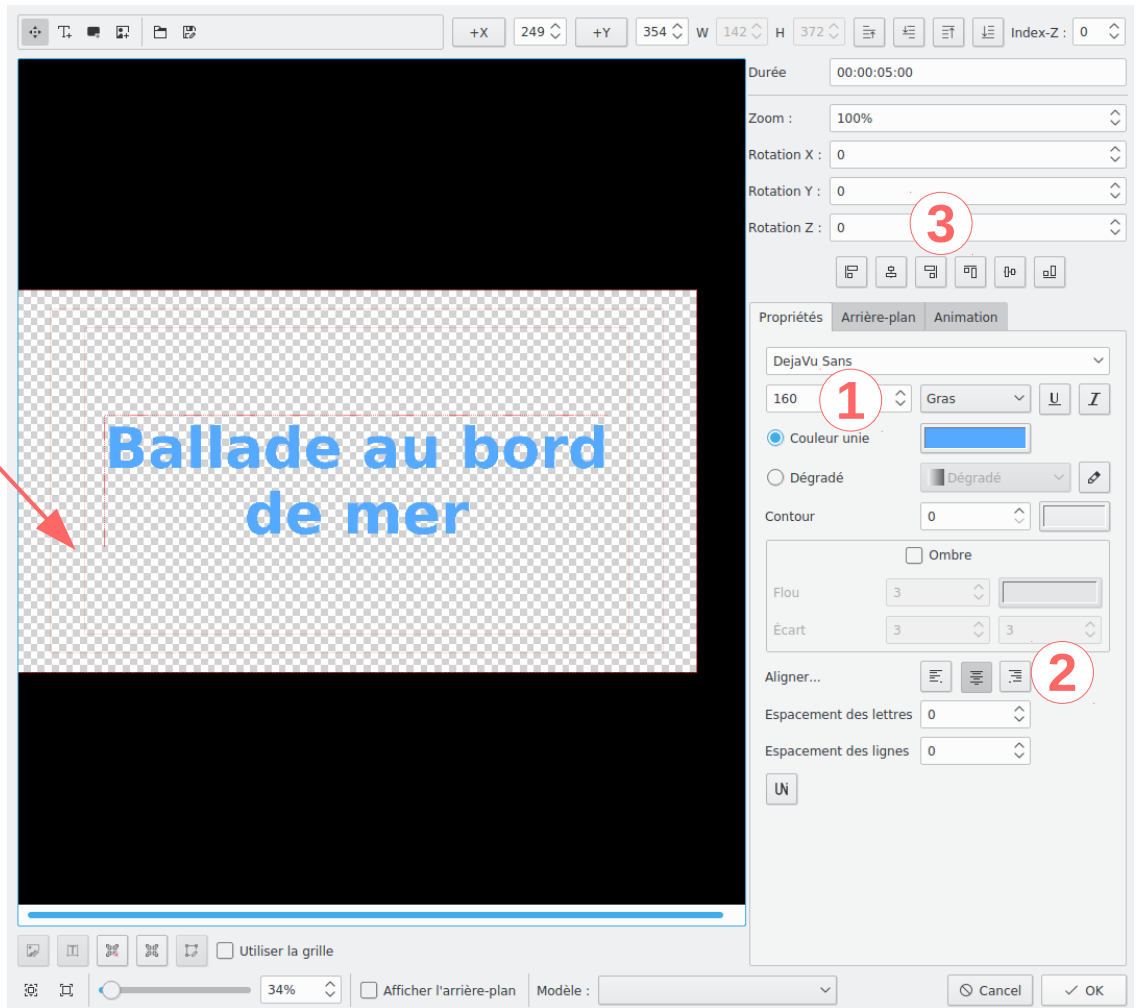 +X 249 +Y 354 W 142 H 372 Index-Z : 0
Durée 00:00:05:00
Zoom : 100%
Rotation X : 0
Rotation Y : 0
Rotation Z : 0
3
Propriétés Arrière-plan Animation
DejaVu Sans
160 1 Gras U I
Couleur unie
Dégradé Dégradé
Contour 0
Ombre
Flou 3
Écart 3 3
Aligner... 2
Espacement des lettres 0
Espacement des lignes 0
UN
Ballade au bord
de mer
Utiliser la grille
34% Afficher l'arrière-plan Modèle : Cancel OK